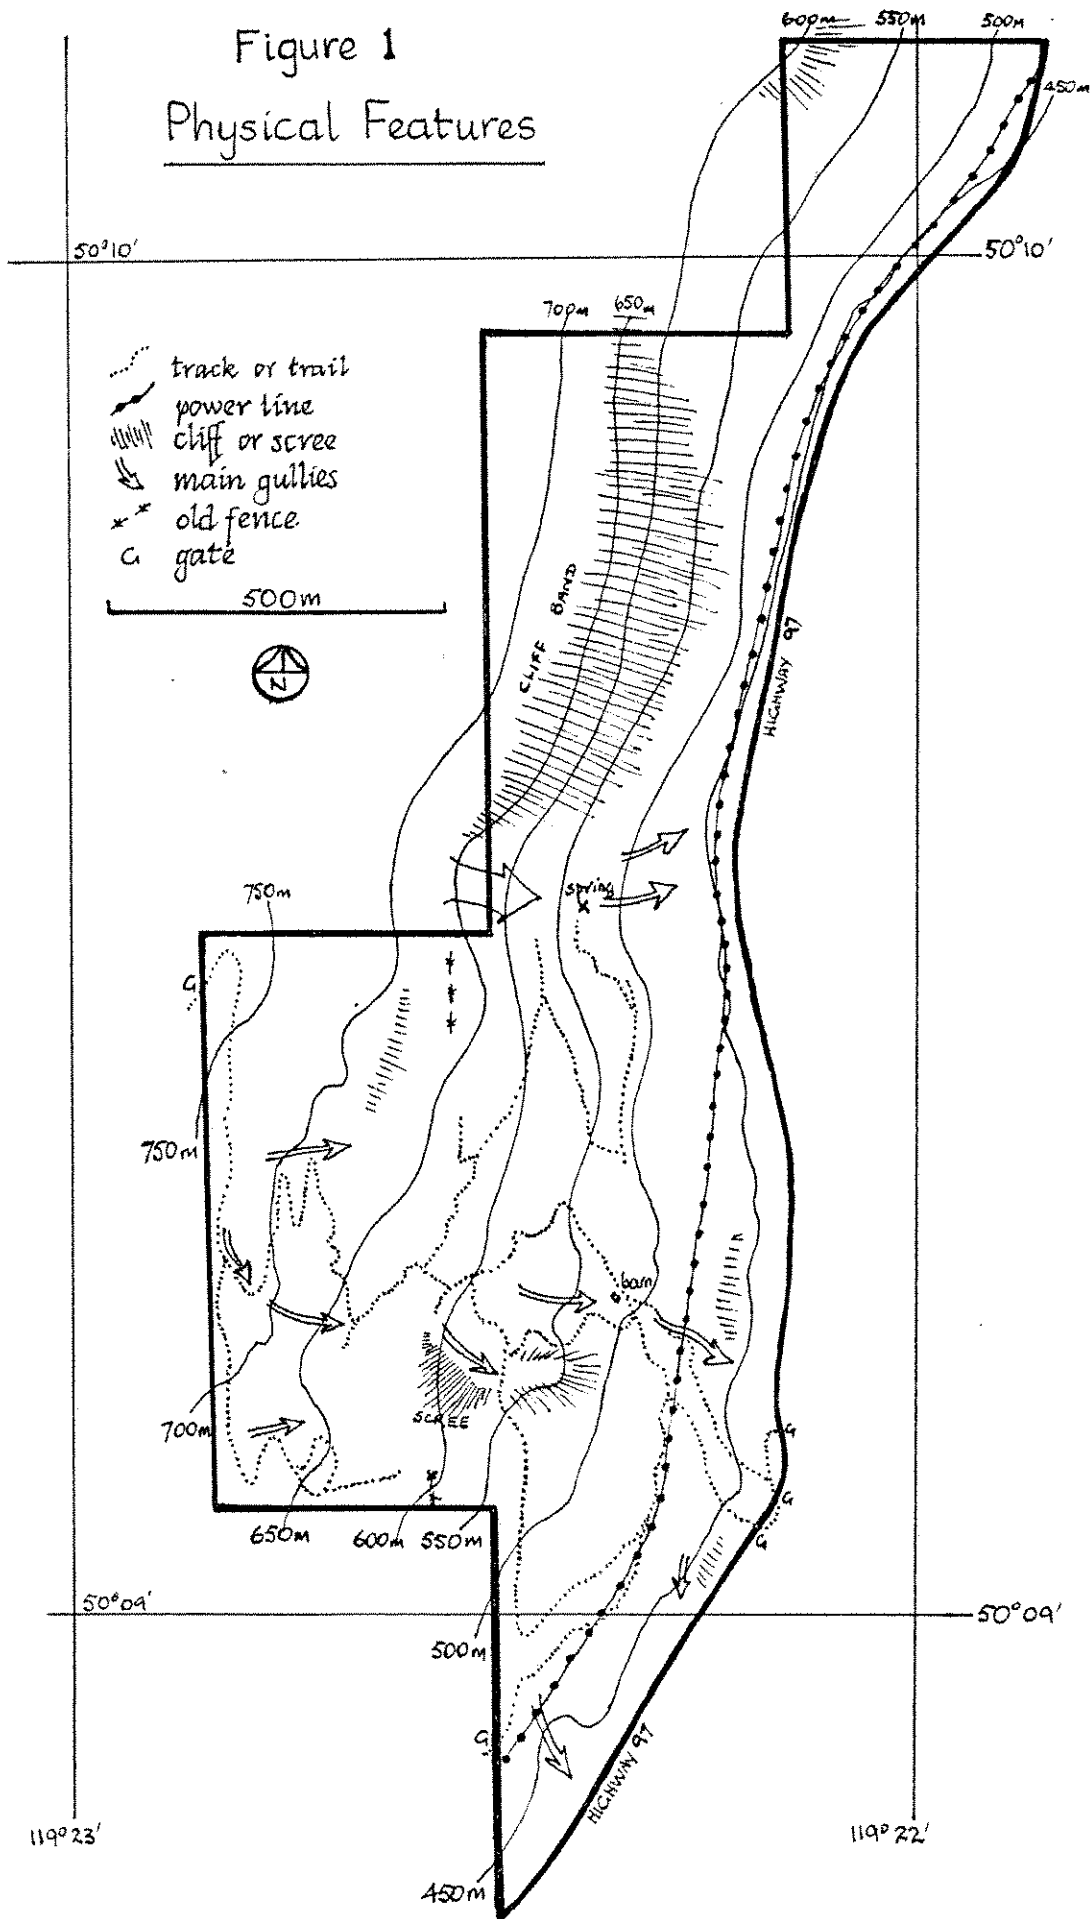 Figure 1
Physical Features
600m 550m 500m
450m
50°10' 50°10'
700m 650m
track or trail
power line
cliff or scree
main gullies
old fence
G gate
500m
N
CLIFF BAND
HIGHWAY 97
spring
750m
G
750m
barn
SCREE
700m
G
G
G
650m 600m 550m
50°09' 50°09'
500m
G
HIGHWAY 97
119°23' 119°22'
450m